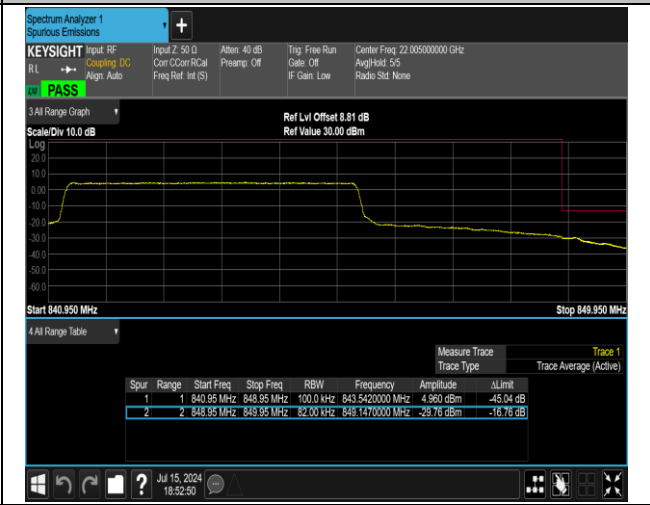 Spectrum Analyzer 1
Spurious Emissions
+
KEYSIGHT Input: RF Input Z: 50 Ω Atten: 40 dB Trig: Free Run Center Freq: 22.005000000 GHz
RL Coupling: DC Corr CCorr RCal Preamp: Off Gate: Off Avg|Hold: 5/5
Align: Auto Freq Ref: Int (S) IF Gain: Low Radio Std: None
LXI PASS
3 All Range Graph
Ref Lvl Offset 8.81 dB
Scale/Div 10.0 dB Ref Value 30.00 dBm
Log
20.0
10.0
0.00
-10.0
-20.0
-30.0
-40.0
-50.0
-60.0
Start 840.950 MHz Stop 849.950 MHz
4 All Range Table
Measure Trace Trace 1
Trace Type Trace Average (Active)
Spur Range Start Freq Stop Freq RBW Frequency Amplitude ΔLimit
1 1 840.95 MHz 848.95 MHz 100.0 kHz 843.5420000 MHz 4.960 dBm -45.04 dB
2 2 848.95 MHz 849.95 MHz 82.00 kHz 849.1470000 MHz -29.76 dBm -16.76 dB
? Jul 15, 2024
18:52:50